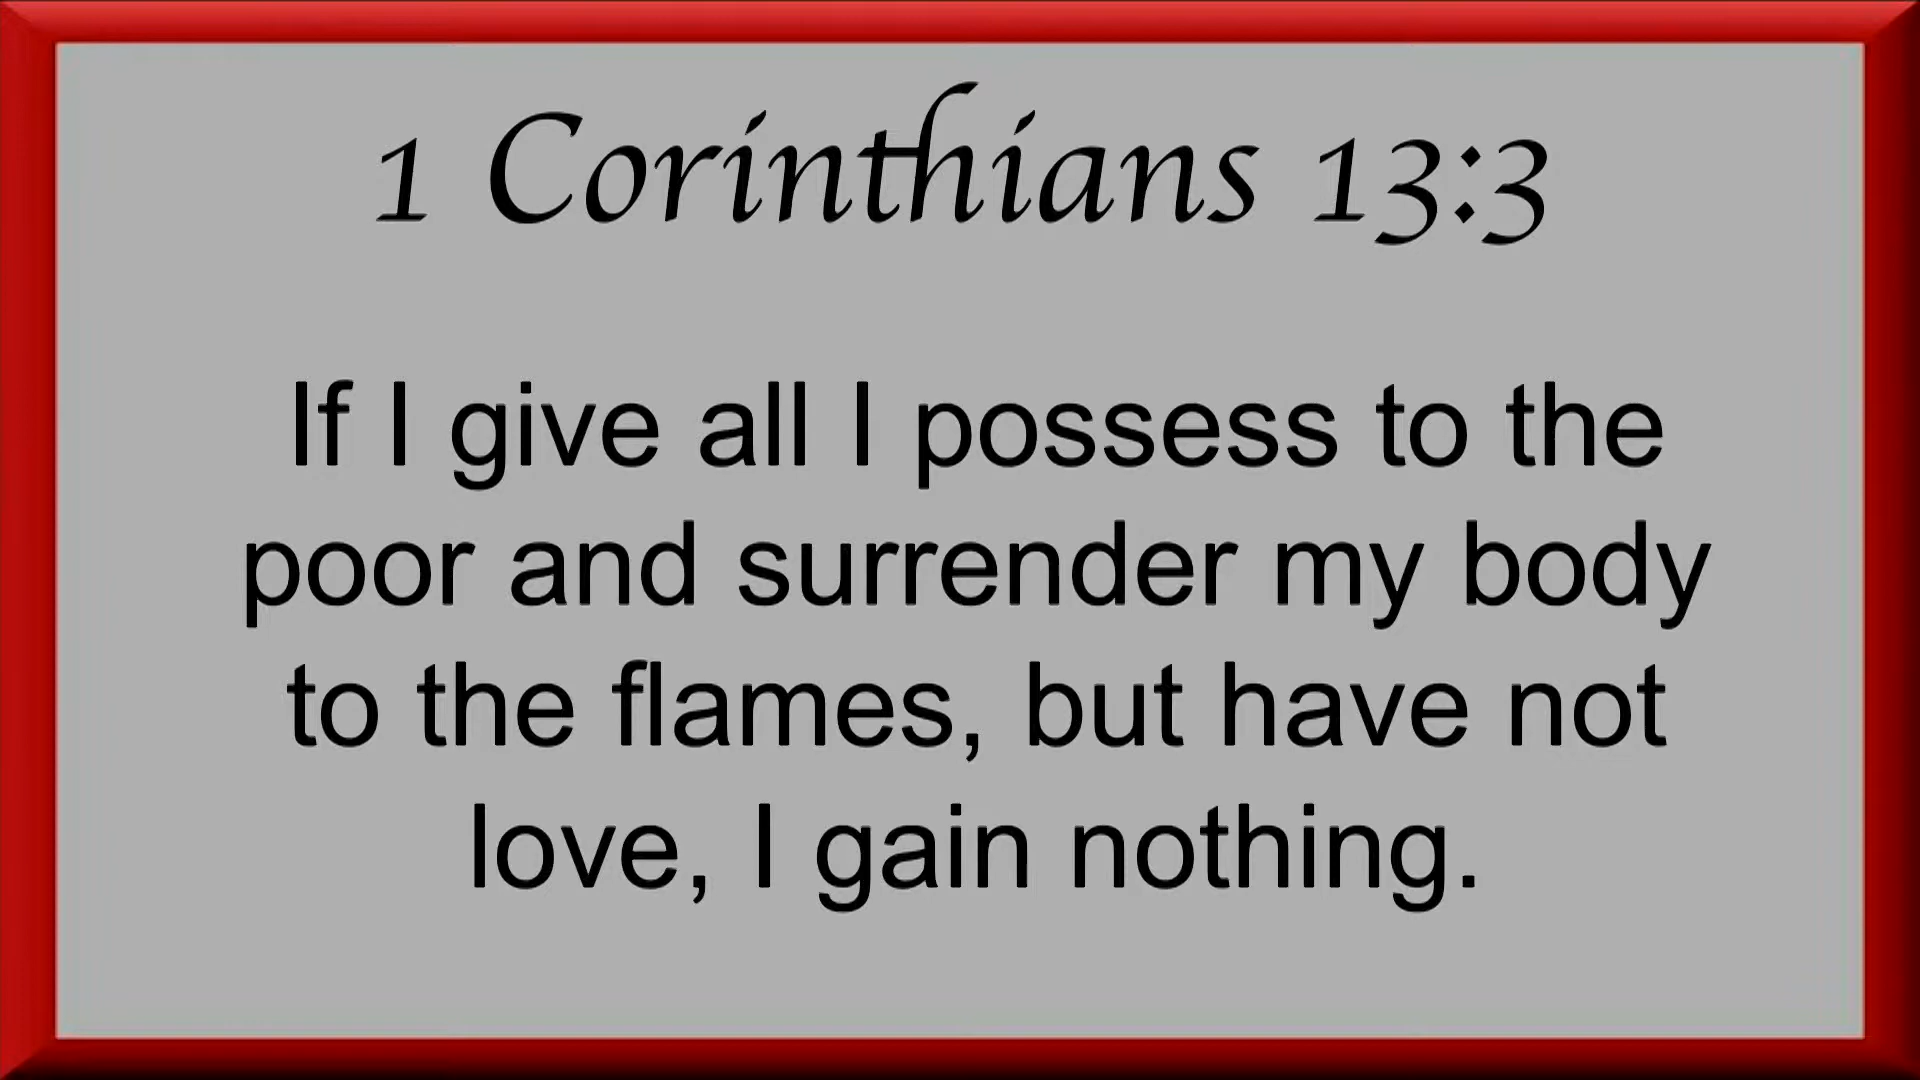 1 Corinthians 13:3
If I give all I possess to the
poor and surrender my body
to the flames, but have not
love, I gain nothing.